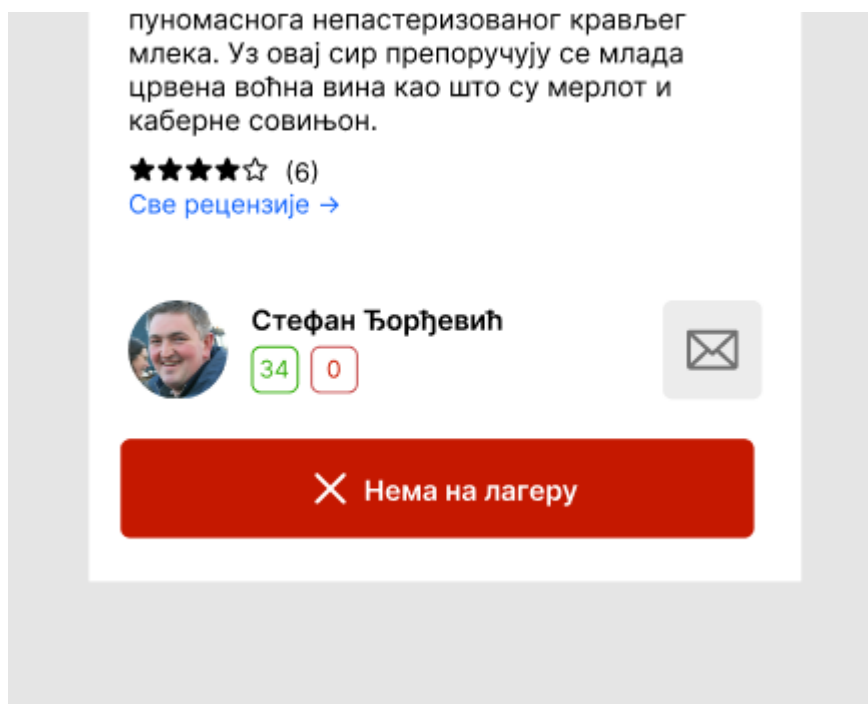 пуномаснога непастеризованог крављег
млека. Уз овај сир препоручују се млада
црвена воћна вина као што су мерлот и
каберне совињон.
★★★★☆ (6)
Све рецензије →
Стефан Ђорђевић
34 0
Нема на лагеру